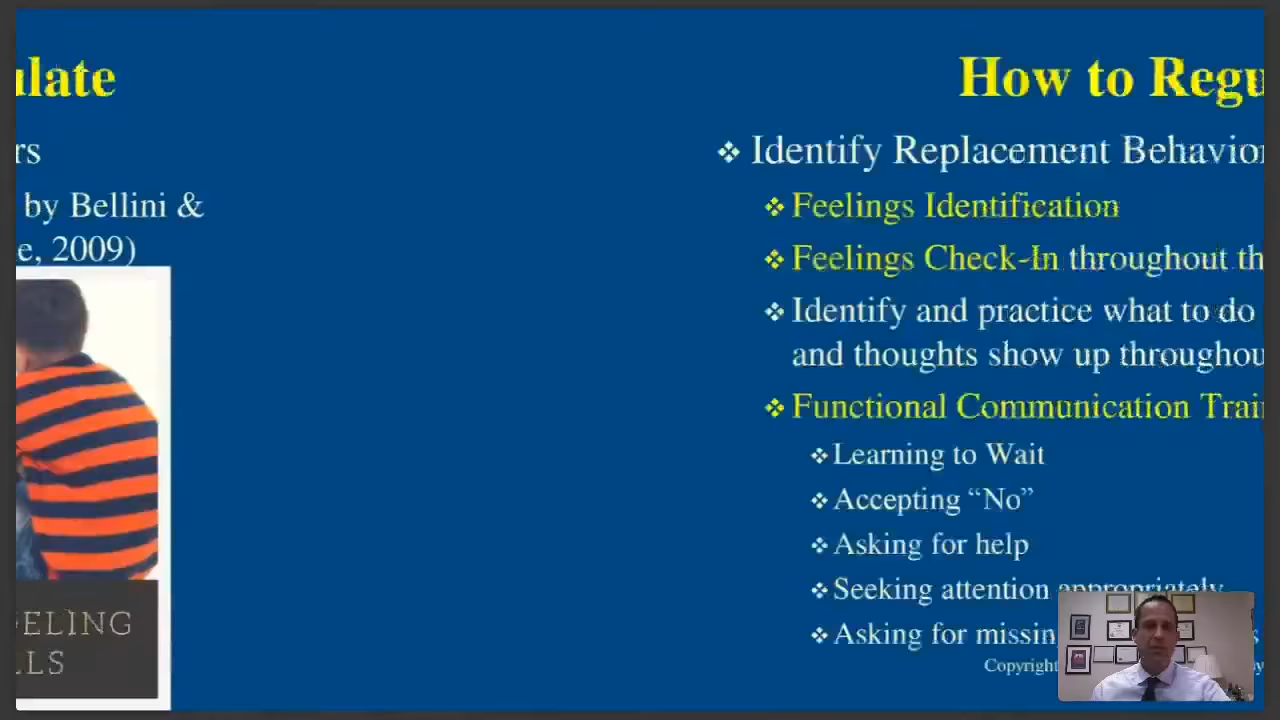 ulate
rs
by Bellini &
e, 2009)
ELING
LLS
How to Regu
Identify Replacement Behavior
Feelings Identification
Feelings Check-In throughout th
Identify and practice what to do
and thoughts show up throughou
Functional Communication Trai
Learning to Wait
Accepting “No”
Asking for help
Seeking attention appropriately
Asking for missin
Copyright